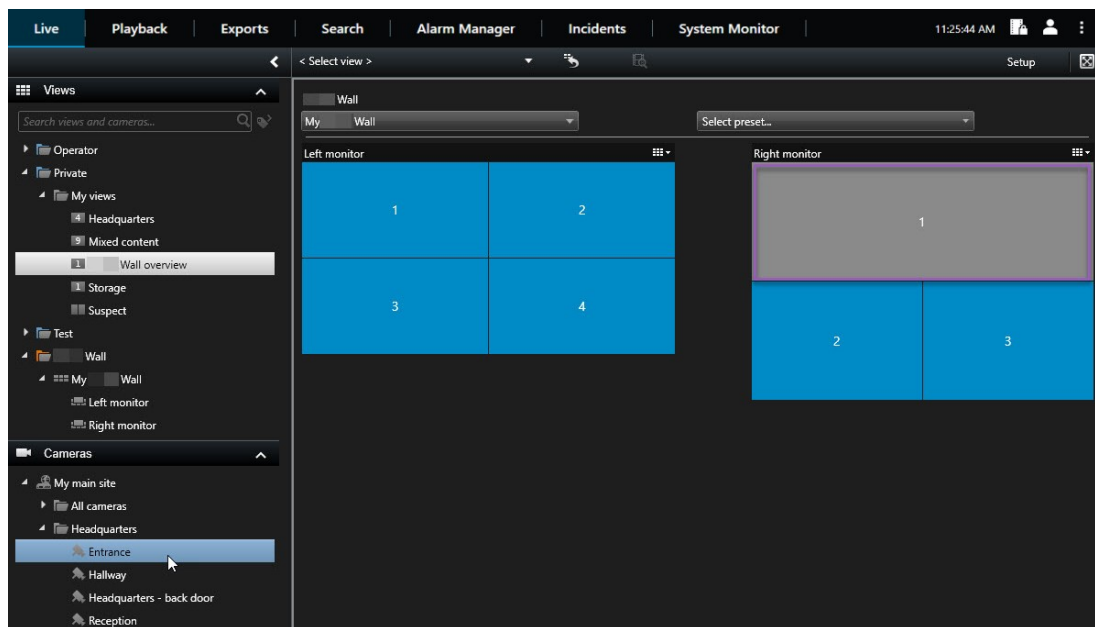 Live Playback Exports Search Alarm Manager Incidents System Monitor 11:25:44 AM
< Select view > Setup
Views
Search views and cameras...
Operator
Private
My views
4 Headquarters
9 Mixed content
1 Wall overview
1 Storage
Suspect
Test
Wall
My Wall
Left monitor
Right monitor
Cameras
My main site
All cameras
Headquarters
Entrance
Hallway
Headquarters - back door
Reception
Wall
My Wall Select preset...
Left monitor Right monitor
1 2 1
3 4 2 3